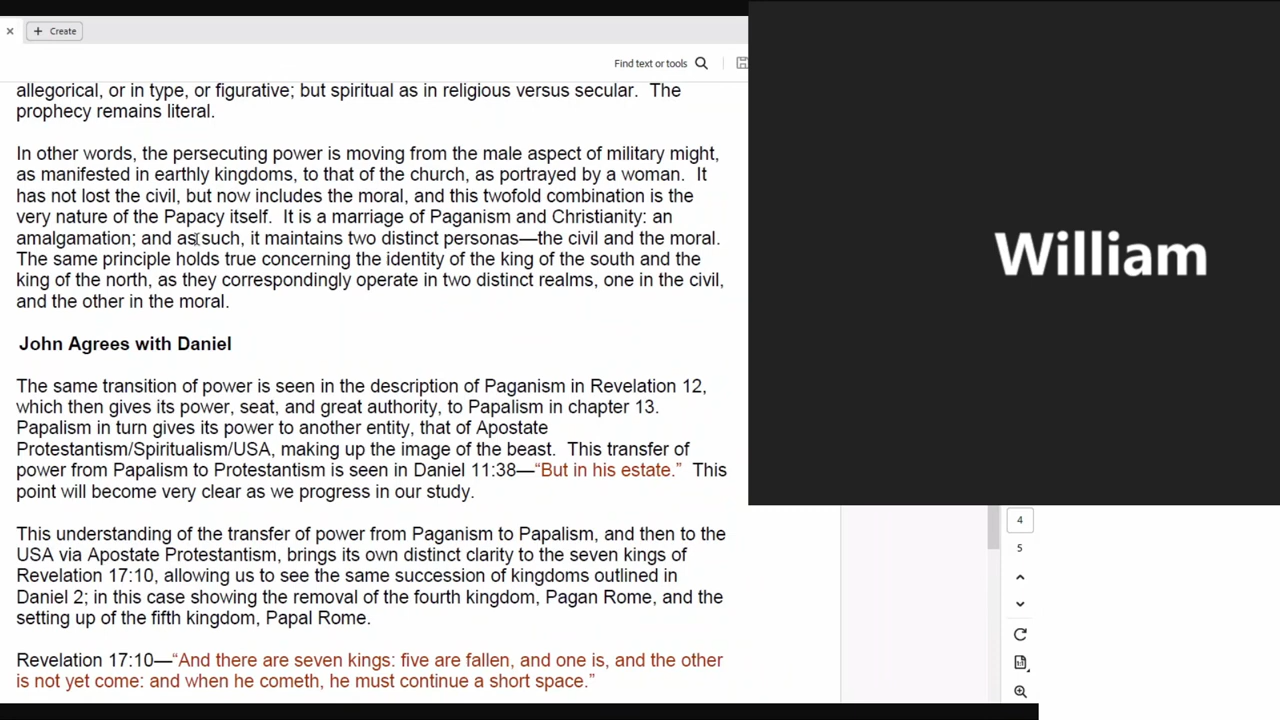 Create
Find text or tools
allegorical, or in type, or figurative; but spiritual as in religious versus secular.  The
prophecy remains literal.
In other words, the persecuting power is moving from the male aspect of military might,
as manifested in earthly kingdoms, to that of the church, as portrayed by a woman.  It
has not lost the civil, but now includes the moral, and this twofold combination is the
very nature of the Papacy itself.  It is a marriage of Paganism and Christianity: an
amalgamation; and as such, it maintains two distinct personas—the civil and the moral.
The same principle holds true concerning the identity of the king of the south and the
king of the north, as they correspondingly operate in two distinct realms, one in the civil,
and the other in the moral.
John Agrees with Daniel
The same transition of power is seen in the description of Paganism in Revelation 12,
which then gives its power, seat, and great authority, to Papalism in chapter 13.
Papalism in turn gives its power to another entity, that of Apostate
Protestantism/Spiritualism/USA, making up the image of the beast.  This transfer of
power from Papalism to Protestantism is seen in Daniel 11:38—“But in his estate.”  This
point will become very clear as we progress in our study.
This understanding of the transfer of power from Paganism to Papalism, and then to the
USA via Apostate Protestantism, brings its own distinct clarity to the seven kings of
Revelation 17:10, allowing us to see the same succession of kingdoms outlined in
Daniel 2; in this case showing the removal of the fourth kingdom, Pagan Rome, and the
setting up of the fifth kingdom, Papal Rome.
Revelation 17:10—“And there are seven kings: five are fallen, and one is, and the other
is not yet come: and when he cometh, he must continue a short space.”
William
4
5